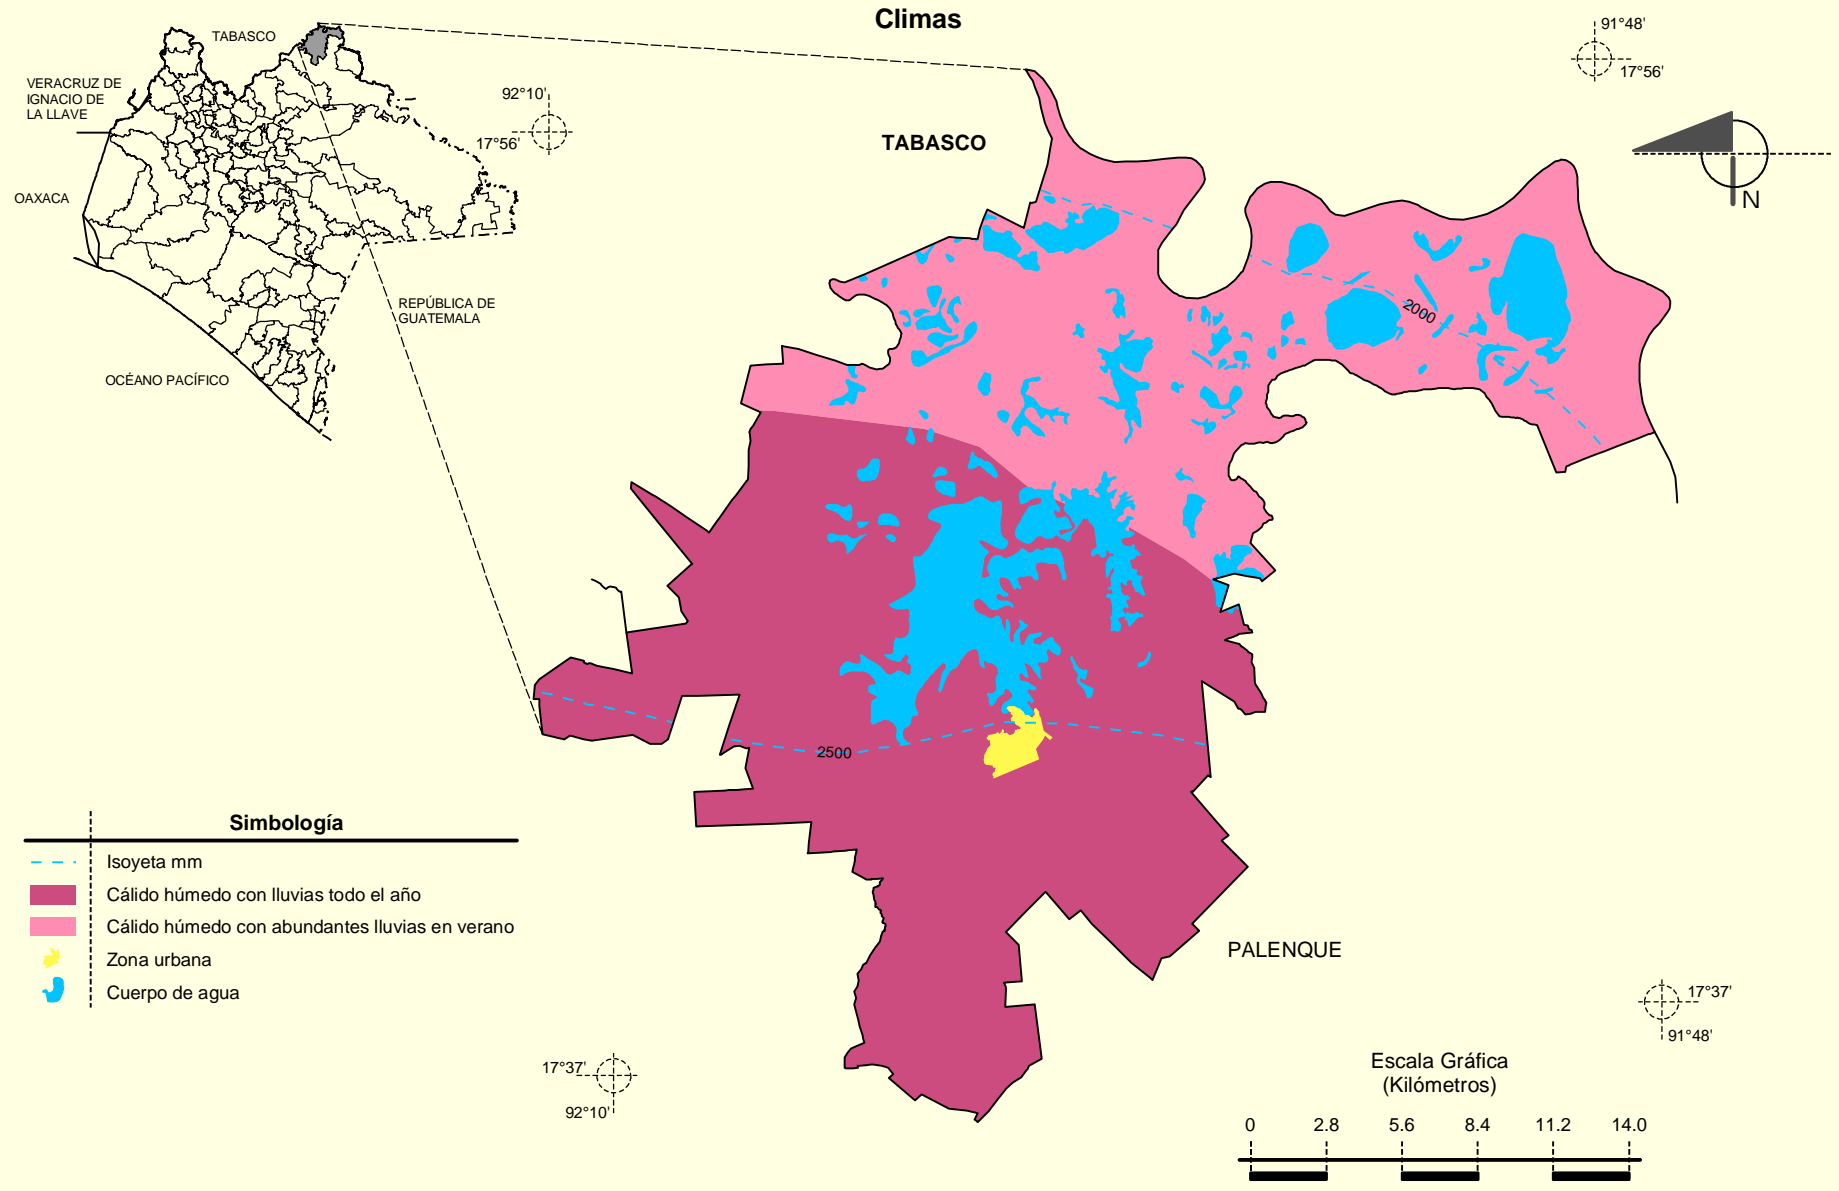 Climas
TABASCO
VERACRUZ DE
IGNACIO DE
LA LLAVE
OAXACA
REPÚBLICA DE
GUATEMALA
OCÉANO PACÍFICO
92°10'
17°56'
91°48'
17°56'
TABASCO
N
2000
2500
PALENQUE
Simbología
Isoyeta mm
Cálido húmedo con lluvias todo el año
Cálido húmedo con abundantes lluvias en verano
Zona urbana
Cuerpo de agua
17°37'
92°10'
17°37'
91°48'
Escala Gráfica
(Kilómetros)
0 2.8 5.6 8.4 11.2 14.0